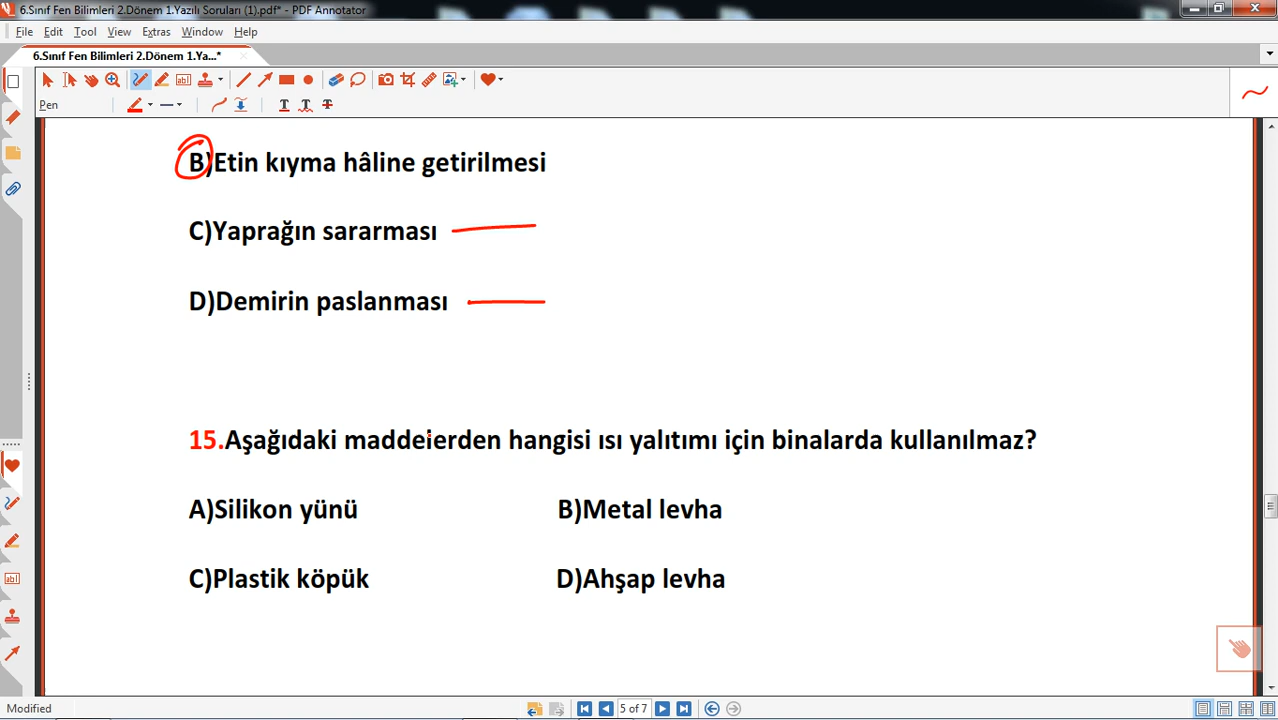 6.Sınıf Fen Bilimleri 2.Dönem 1.Yazılı Soruları (1).pdf* - PDF Annotator
File Edit Tool View Extras Window Help
6.Sınıf Fen Bilimleri 2.Dönem 1.Ya...*
Pen
B)Etin kıyma hâline getirilmesi
C)Yaprağın sararması
D)Demirin paslanması
15.Aşağıdaki maddelerden hangisi ısı yalıtımı için binalarda kullanılmaz?
A)Silikon yünü B)Metal levha
C)Plastik köpük D)Ahşap levha
Modified 5 of 7